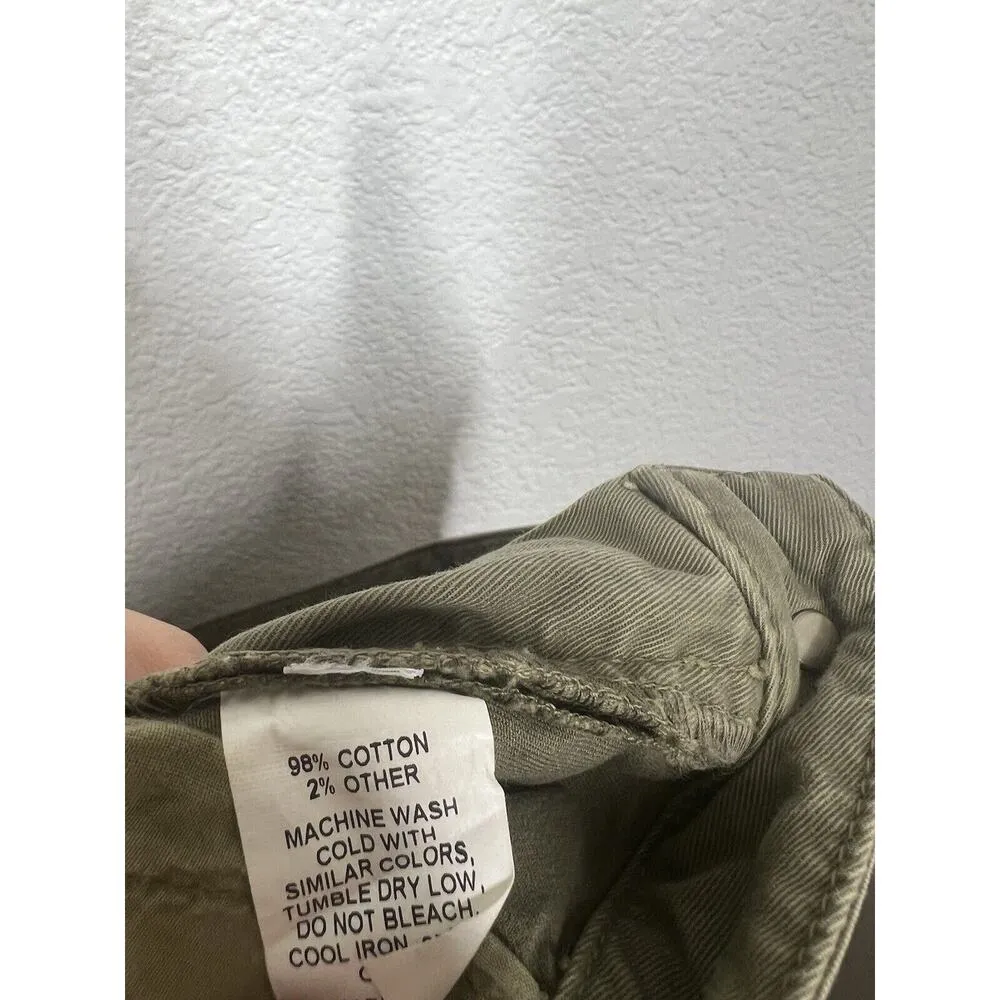 98% COTTON
2% OTHER
MACHINE WASH
COLD WITH
SIMILAR COLORS,
TUMBLE DRY LOW,
DO NOT BLEACH.
COOL IRON